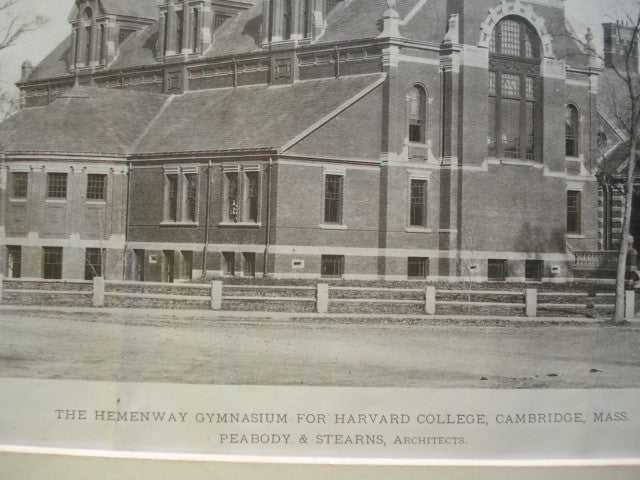 THE HEMENWAY GYMNASIUM FOR HARVARD COLLEGE, CAMBRIDGE, MASS.
PEABODY & STEARNS, ARCHITECTS.